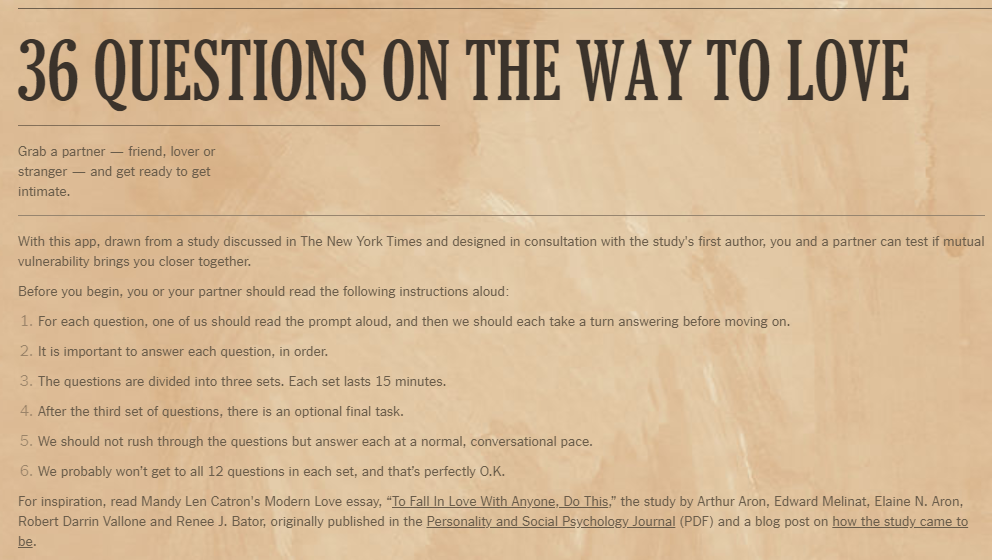 36 QUESTIONS ON THE WAY TO LOVE
Grab a partner — friend, lover or
stranger — and get ready to get
intimate.
With this app, drawn from a study discussed in The New York Times and designed in consultation with the study's first author, you and a partner can test if mutual
vulnerability brings you closer together.
Before you begin, you or your partner should read the following instructions aloud:
1. For each question, one of us should read the prompt aloud, and then we should each take a turn answering before moving on.
2. It is important to answer each question, in order.
3. The questions are divided into three sets. Each set lasts 15 minutes.
4. After the third set of questions, there is an optional final task.
5. We should not rush through the questions but answer each at a normal, conversational pace.
6. We probably won't get to all 12 questions in each set, and that's perfectly O.K.
For inspiration, read Mandy Len Catron's Modern Love essay, “To Fall In Love With Anyone, Do This,” the study by Arthur Aron, Edward Melinat, Elaine N. Aron,
Robert Darrin Vallone and Renee J. Bator, originally published in the Personality and Social Psychology Journal (PDF) and a blog post on how the study came to
be.